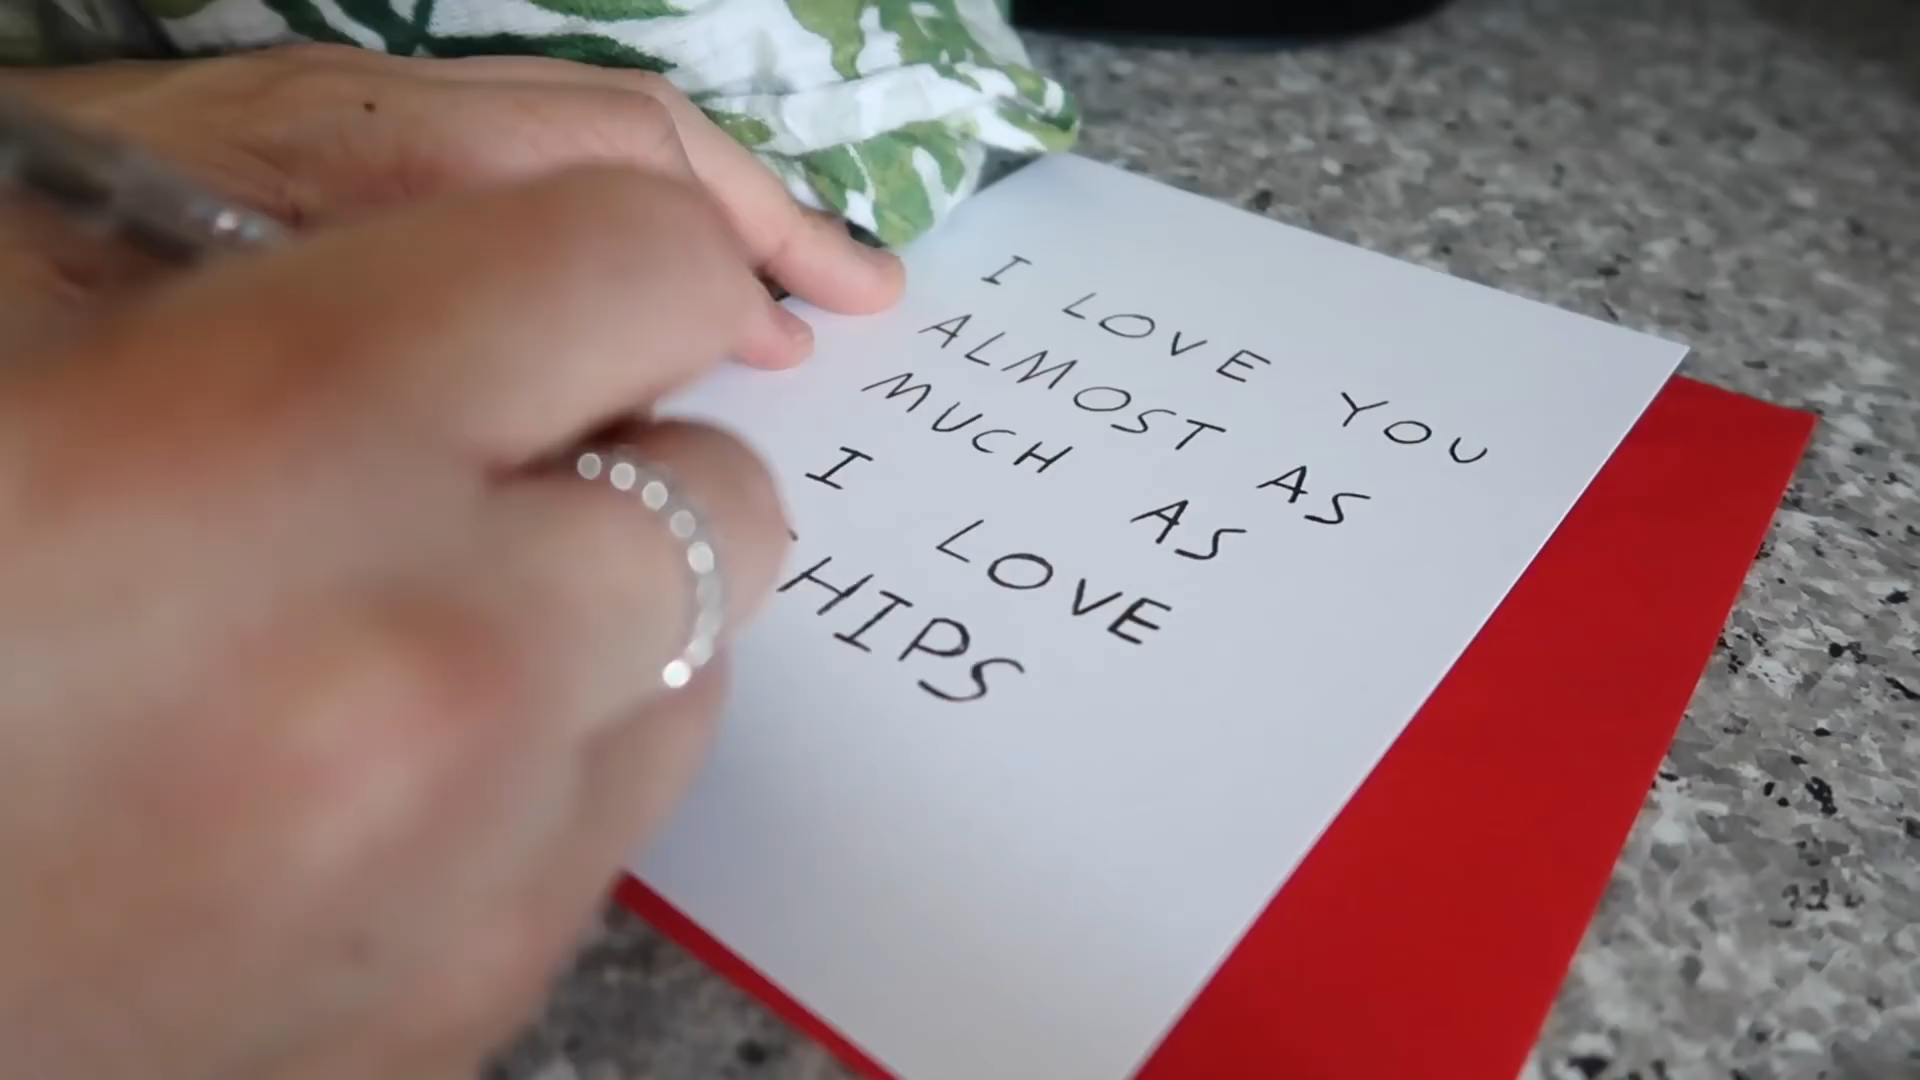 I LOVE YOU
ALMOST AS
MUCH AS
I LOVE
HIPS